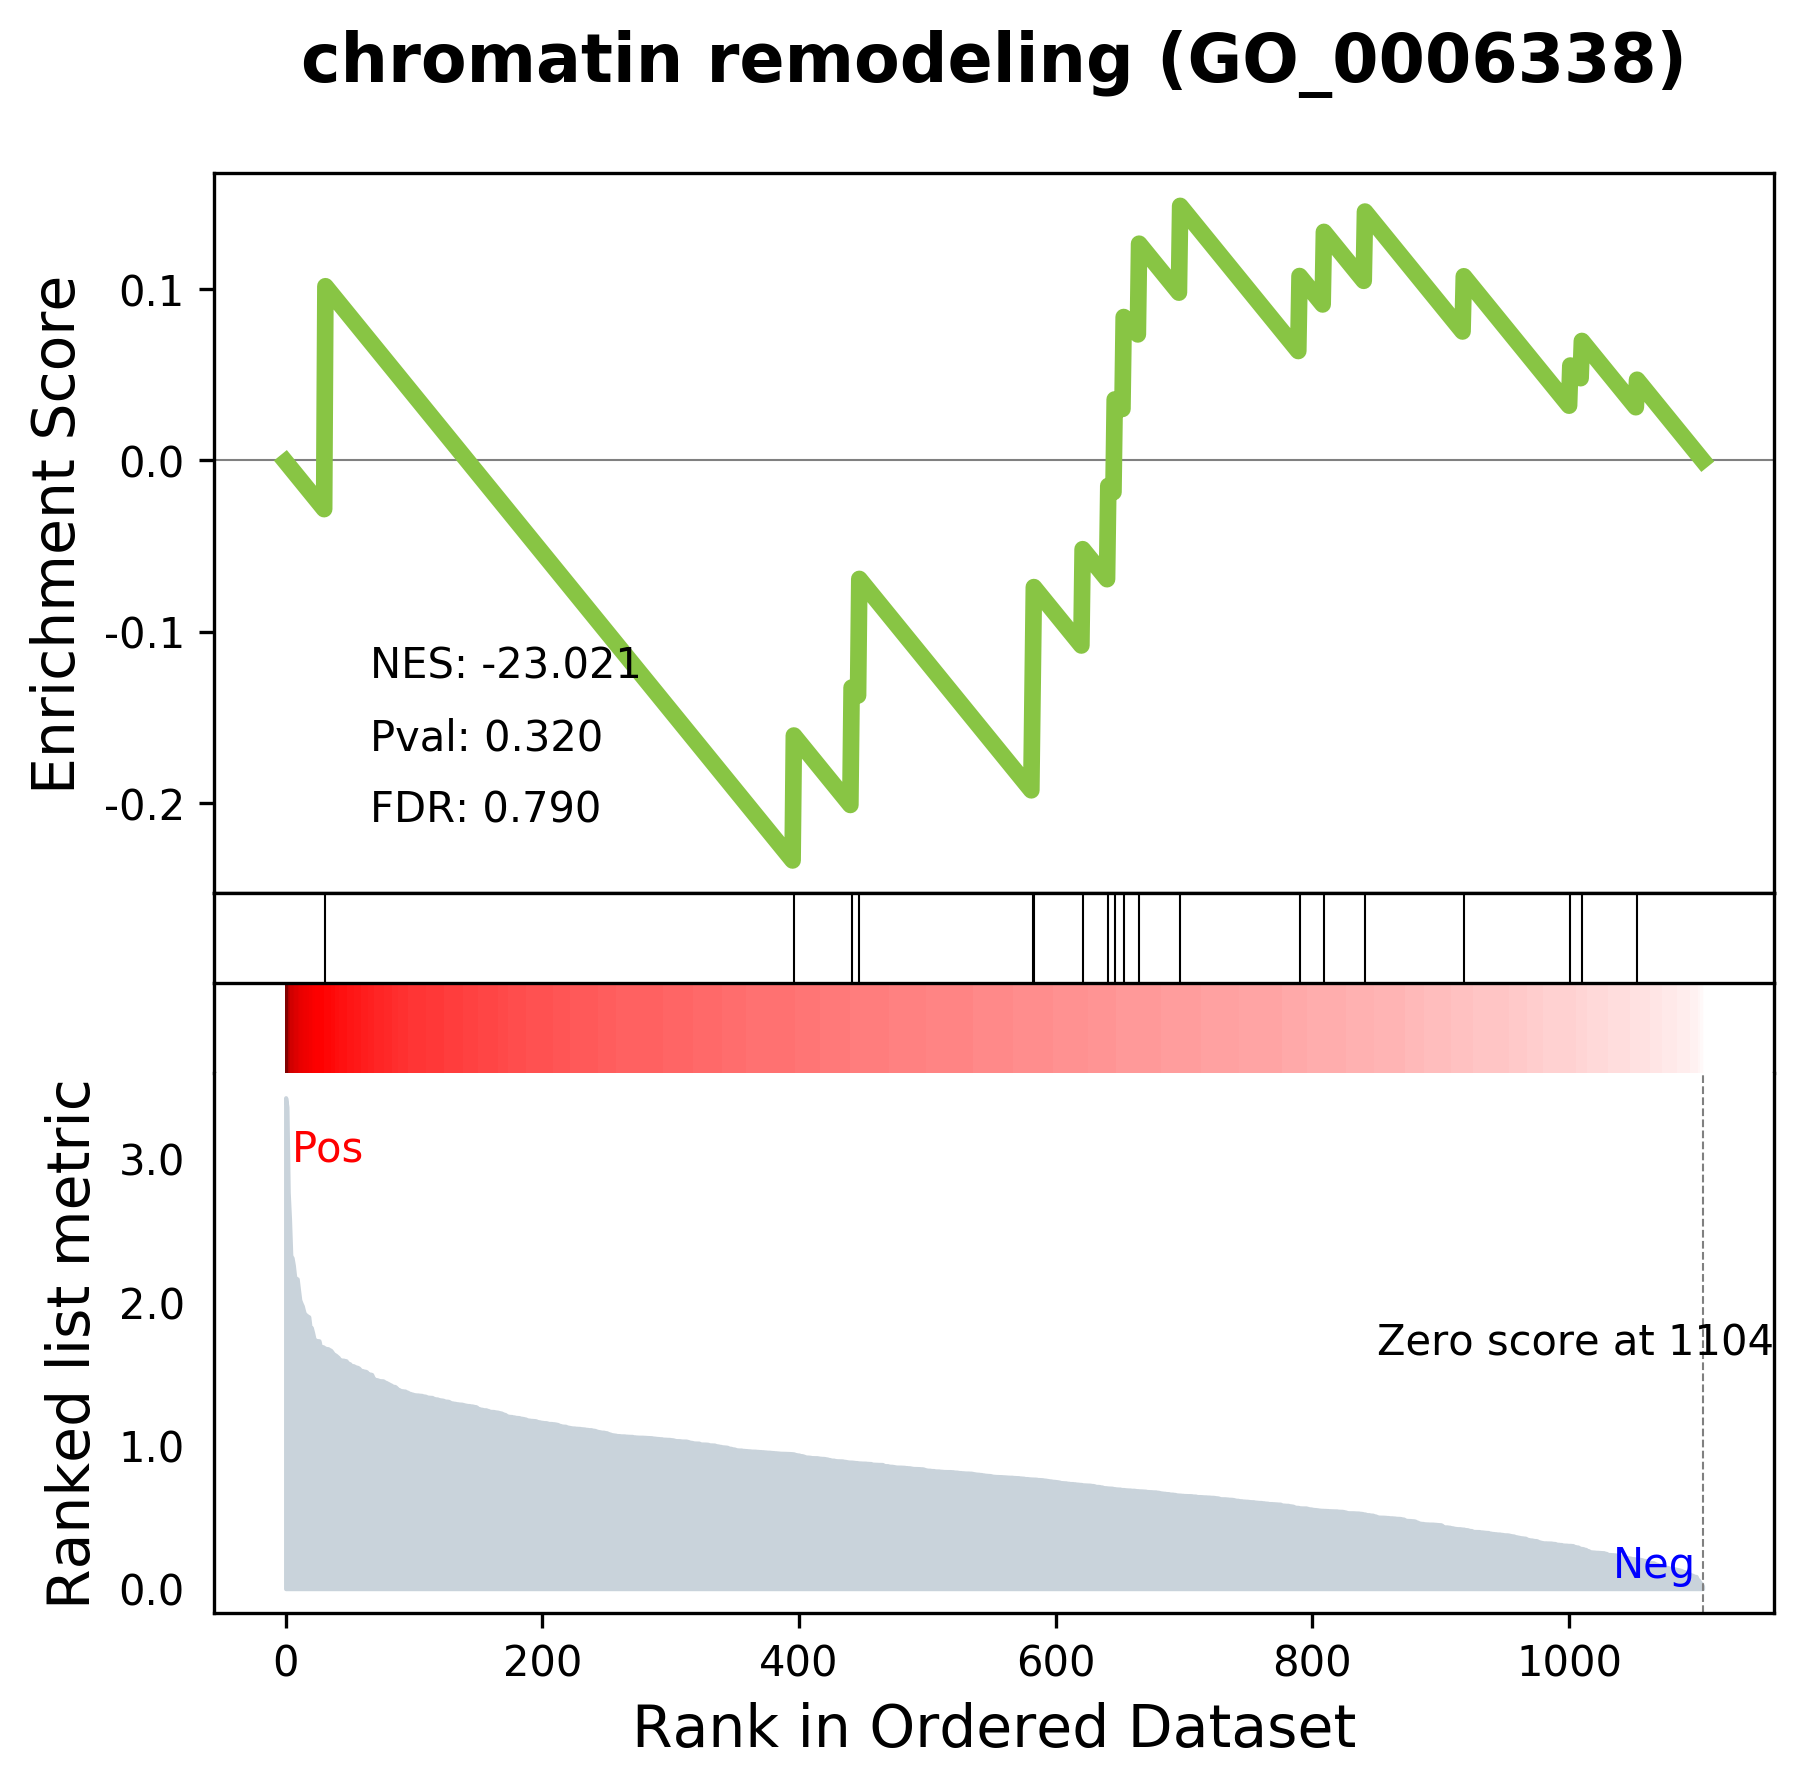 chromatin remodeling (GO_0006338)
Enrichment Score
0.1
0.0
-0.1
-0.2
NES: -23.021
Pval: 0.320
FDR: 0.790
Ranked list metric
3.0
2.0
1.0
0.0
Pos
Zero score at 1104
Neg
0 200 400 600 800 1000
Rank in Ordered Dataset